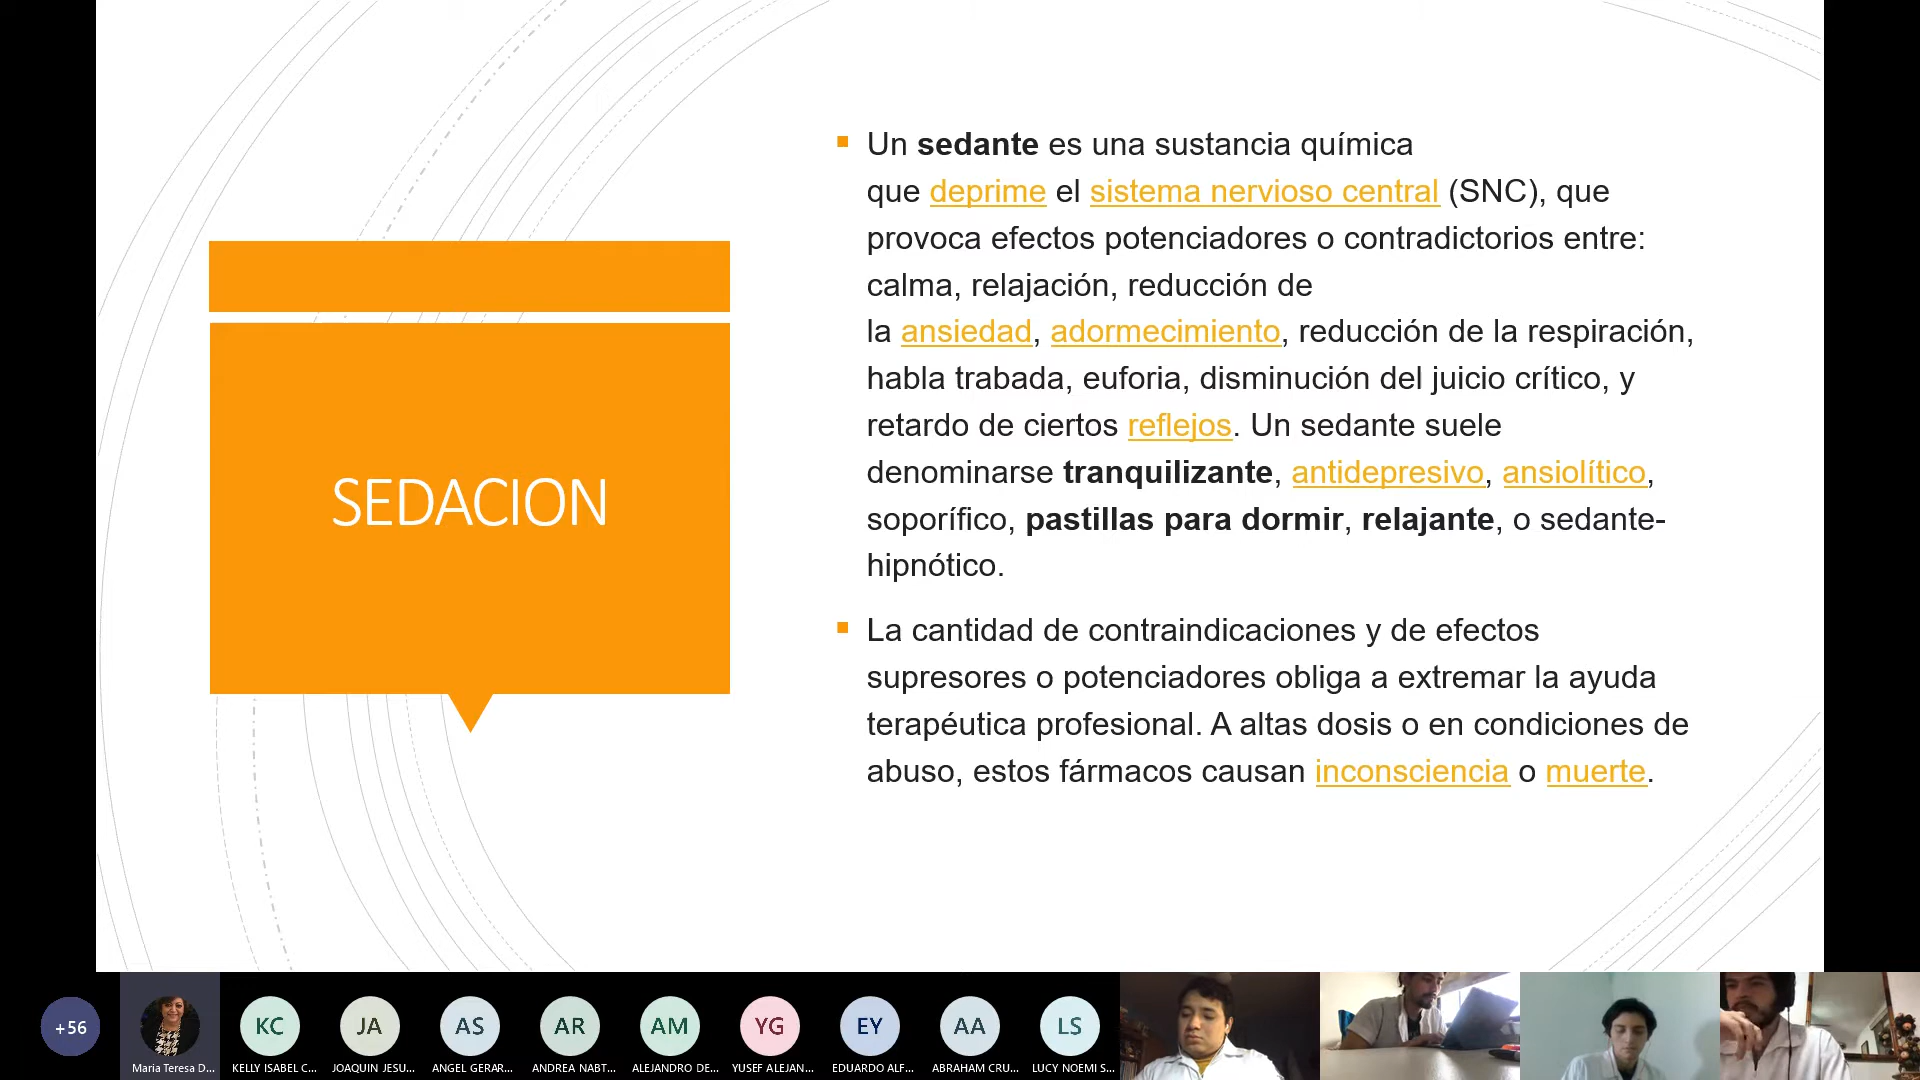 SEDACION
Un sedante es una sustancia química
que deprime el sistema nervioso central (SNC), que
provoca efectos potenciadores o contradictorios entre:
calma, relajación, reducción de
la ansiedad, adormecimiento, reducción de la respiración,
habla trabada, euforia, disminución del juicio crítico, y
retardo de ciertos reflejos. Un sedante suele
denominarse tranquilizante, antidepresivo, ansiolítico,
soporífico, pastillas para dormir, relajante, o sedante-
hipnótico.
La cantidad de contraindicaciones y de efectos
supresores o potenciadores obliga a extremar la ayuda
terapéutica profesional. A altas dosis o en condiciones de
abuso, estos fármacos causan inconsciencia o muerte.
+56
KC
JA
AS
AR
AM
YG
EY
AA
LS
Maria Teresa D...
KELLY ISABEL C...
JOAQUIN JESU...
ANGEL GERAR...
ANDREA NABT...
ALEJANDRO DE...
YUSEF ALEJAN...
EDUARDO ALF...
ABRAHAM CRU...
LUCY NOEMI S...